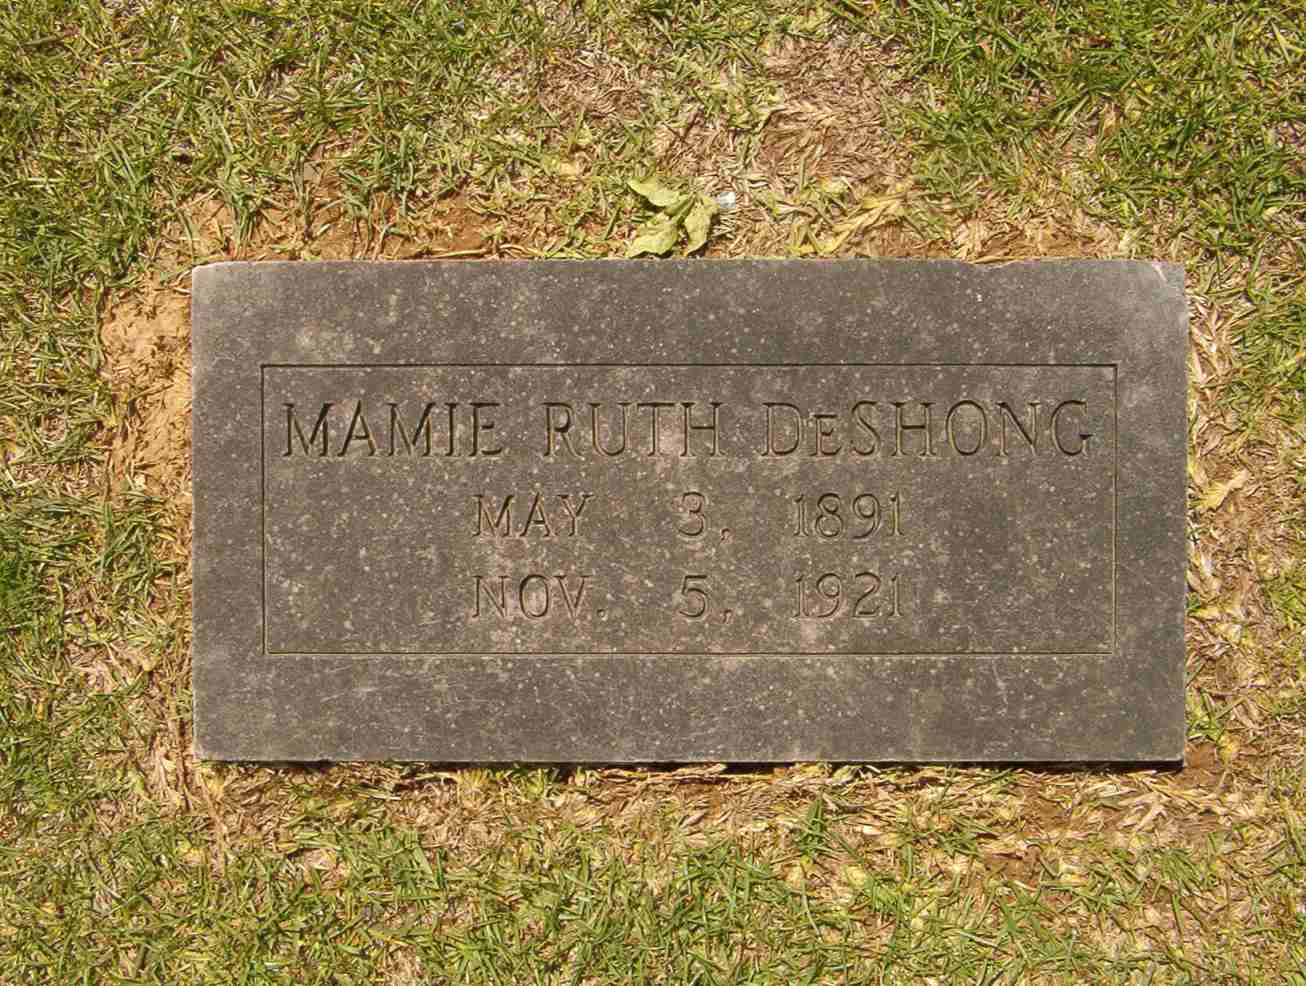 MAMIE RUTH DeSHONG
MAY 3, 1891
NOV. 5, 1921